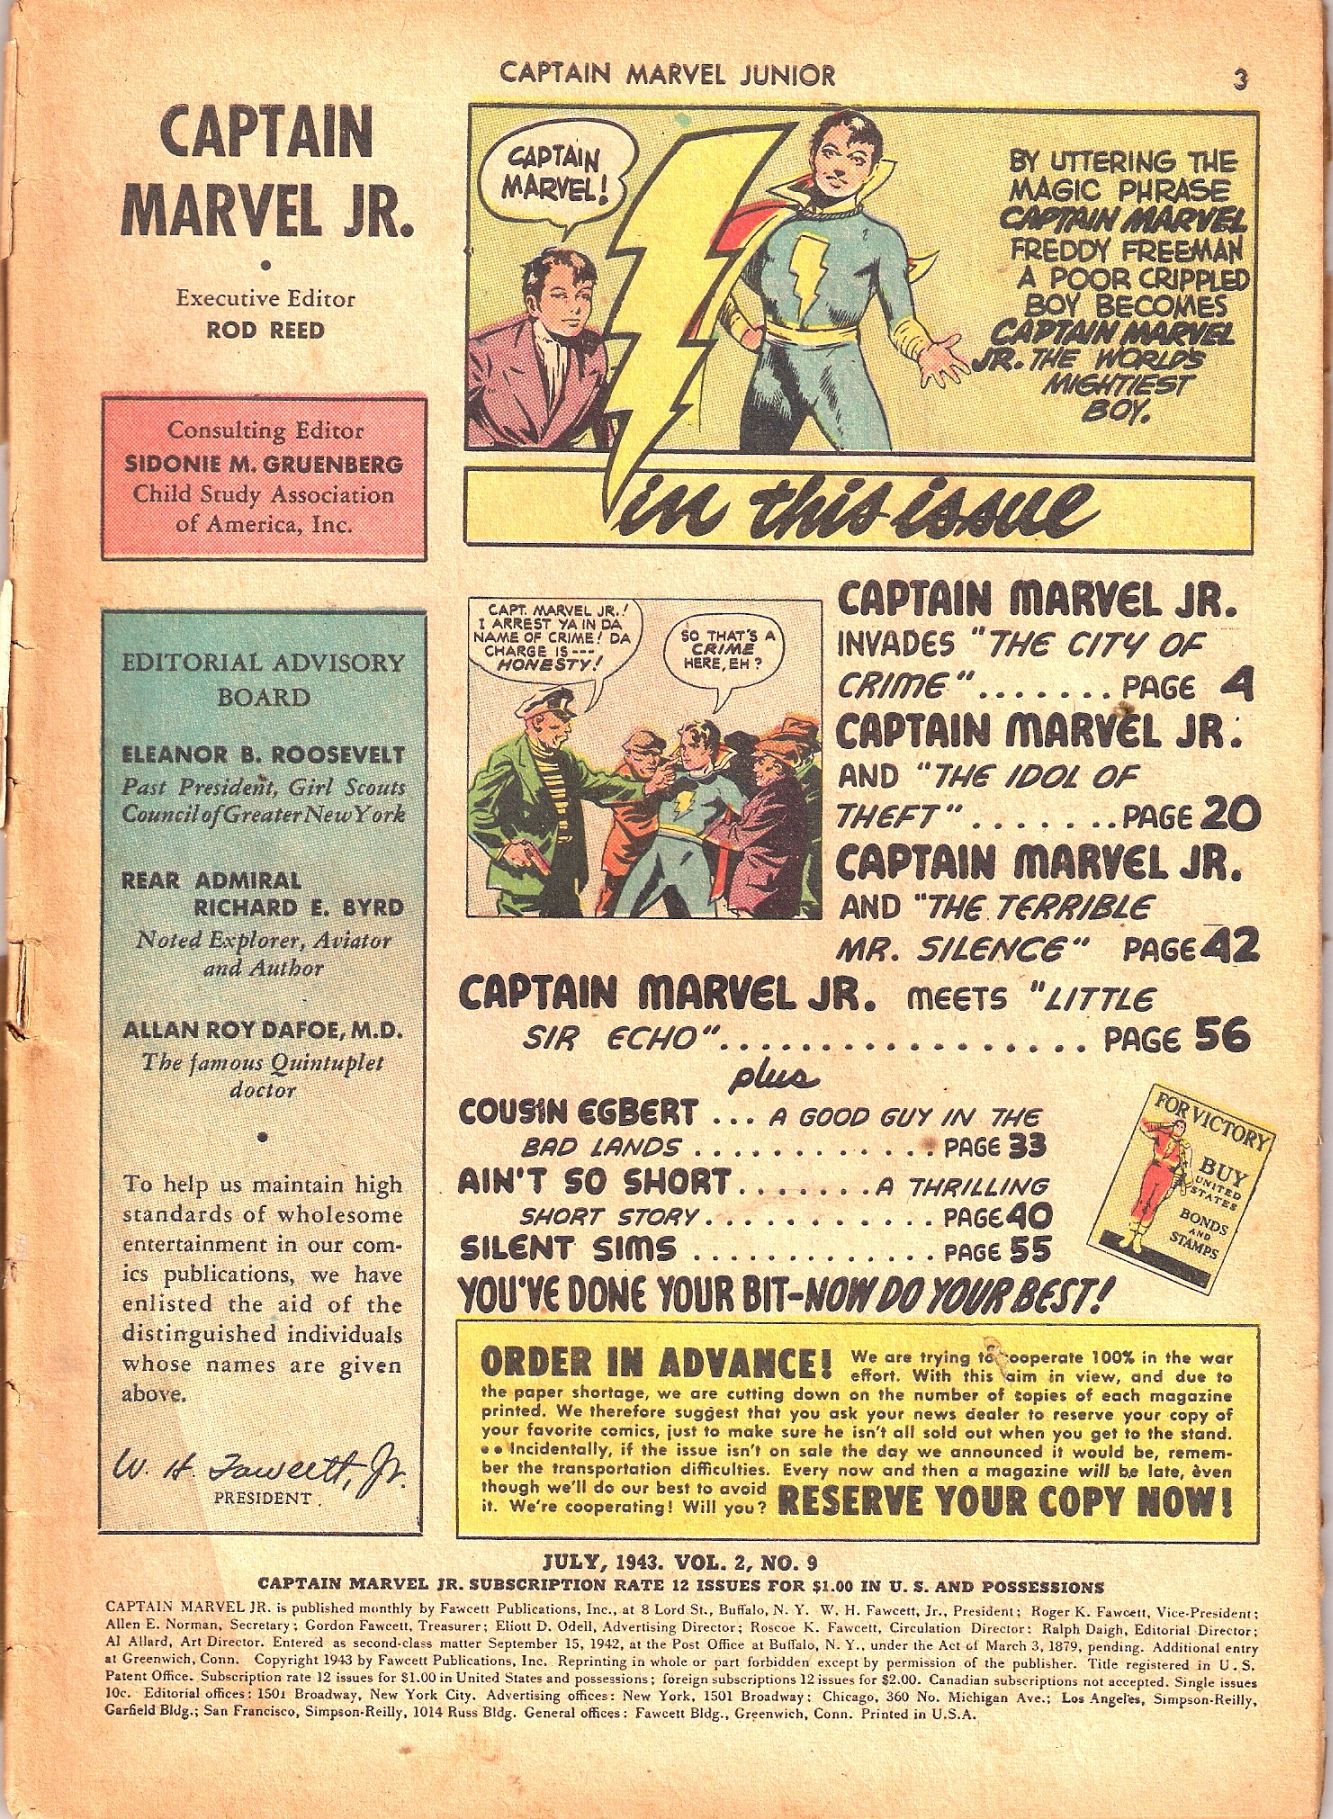 CAPTAIN MARVEL JUNIOR
3
CAPTAIN
MARVEL JR.
•
Executive Editor
ROD REED
Consulting Editor
SIDONIE M. GRUENBERG
Child Study Association
of America, Inc.
EDITORIAL ADVISORY
BOARD
ELEANOR B. ROOSEVELT
Past President, Girl Scouts
Council of Greater New York
REAR ADMIRAL
RICHARD E. BYRD
Noted Explorer, Aviator
and Author
ALLAN ROY DAFOE, M.D.
The famous Quintuplet
doctor
•
To help us maintain high
standards of wholesome
entertainment in our com-
ics publications, we have
enlisted the aid of the
distinguished individuals
whose names are given
above.
W. H. Fawcett, Jr.
PRESIDENT.
CAPTAIN
MARVEL!
BY UTTERING THE
MAGIC PHRASE
CAPTAIN MARVEL
FREDDY FREEMAN
A POOR CRIPPLED
BOY BECOMES
CAPTAIN MARVEL
JR. THE WORLD'S
MIGHTIEST
BOY.
in this issue
CAPT. MARVEL JR.!
I ARREST YA IN DA
NAME OF CRIME! DA
CHARGE IS---
HONESTY!
SO THAT'S A
CRIME
HERE, EH?
CAPTAIN MARVEL JR.
INVADES "THE CITY OF
CRIME"....... PAGE 4
CAPTAIN MARVEL JR.
AND "THE IDOL OF
THEFT".......PAGE 20
CAPTAIN MARVEL JR.
AND "THE TERRIBLE
MR. SILENCE" PAGE 42
CAPTAIN MARVEL JR. MEETS "LITTLE
SIR ECHO".................. PAGE 56
plus
COUSIN EGBERT ... A GOOD GUY IN THE
BAD LANDS ............. PAGE 33
AIN'T SO SHORT.......A THRILLING
SHORT STORY............PAGE 40
SILENT SIMS ............. PAGE 55
FOR VICTORY
BUY
UNITED
STATES
BONDS
AND
STAMPS
YOU'VE DONE YOUR BIT-NOW DO YOUR BEST!
ORDER IN ADVANCE! We are trying to cooperate 100% in the war
effort. With this aim in view, and due to
the paper shortage, we are cutting down on the number of copies of each magazine
printed. We therefore suggest that you ask your news dealer to reserve your copy of
your favorite comics, just to make sure he isn't all sold out when you get to the stand.
•• Incidentally, if the issue isn't on sale the day we announced it would be, remem-
ber the transportation difficulties. Every now and then a magazine will be late, even
though we'll do our best to avoid
it. We're cooperating! Will you? RESERVE YOUR COPY NOW!
JULY, 1943. VOL. 2, NO. 9
CAPTAIN MARVEL JR. SUBSCRIPTION RATE 12 ISSUES FOR $1.00 IN U. S. AND POSSESSIONS
CAPTAIN MARVEL JR. is published monthly by Fawcett Publications, Inc., at 8 Lord St., Buffalo, N. Y. W. H. Fawcett, Jr., President; Roger K. Fawcett, Vice-President;
Allen E. Norman, Secretary; Gordon Fawcett, Treasurer; Eliott D. Odell, Advertising Director; Roscoe K. Fawcett, Circulation Director; Ralph Daigh, Editorial Director;
Al Allard, Art Director. Entered as second-class matter September 15, 1942, at the Post Office at Buffalo, N. Y., under the Act of March 3, 1879, pending. Additional entry
at Greenwich, Conn. Copyright 1943 by Fawcett Publications, Inc. Reprinting in whole or part forbidden except by permission of the publisher. Title registered in U. S.
Patent Office. Subscription rate 12 issues for $1.00 in United States and possessions; foreign subscriptions 12 issues for $2.00. Canadian subscriptions not accepted. Single issues
10c. Editorial offices: 1501 Broadway, New York City. Advertising offices: New York, 1501 Broadway; Chicago, 360 No. Michigan Ave.; Los Angeles, Simpson-Reilly,
Garfield Bldg.; San Francisco, Simpson-Reilly, 1014 Russ Bldg. General offices: Fawcett Bldg., Greenwich, Conn. Printed in U.S.A.